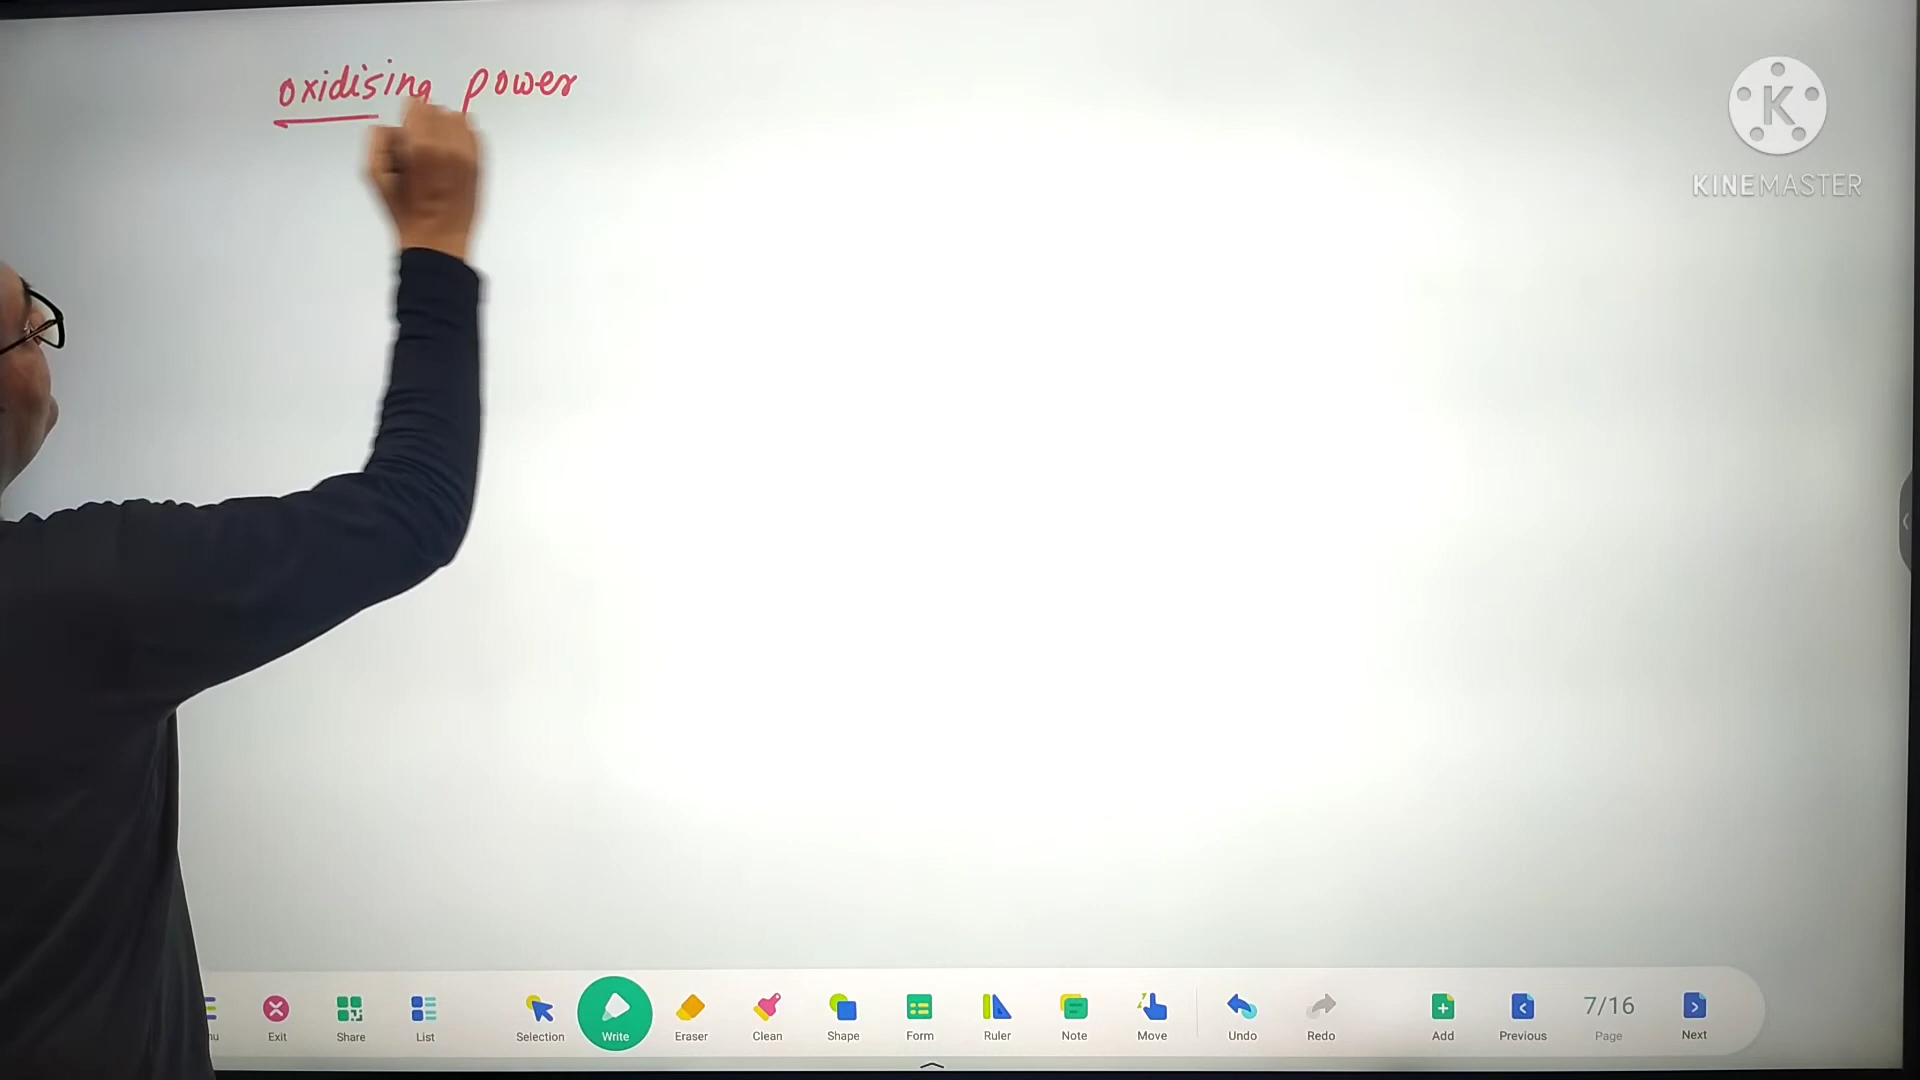 oxidising power
KINEMASTER
Exit
Share
List
Selection
Write
Eraser
Clean
Shape
Form
Ruler
Note
Move
Undo
Redo
Add
Previous
7/16
Page
Next